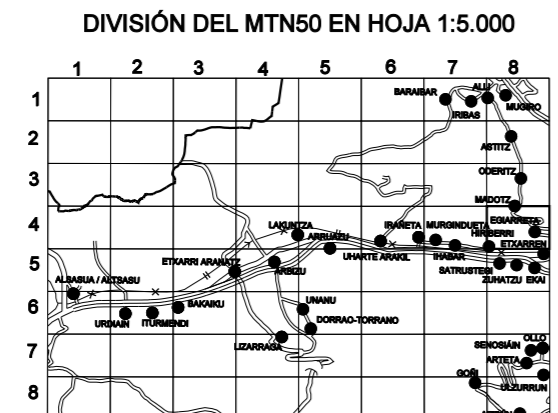 DIVISIÓN DEL MTN50 EN HOJA 1:5.000
1 2 3 4 5 6 7 8
1
2
3
4
5
6
7
8
BARAIBAR
ALLI
IRIBAS
MUGIRO
ASTITZ
ODERITZ
MADOTZ
EGIARRETA
LAKUNTZA
ARRUAZU
IRAÑETA
MURGINDUETA
HIRIBERRI
ETXARREN
ETXARRI ARANATZ
ARBIZU
UHARTE ARAKIL
IHABAR
SATRUSTEGI
ZUHATZU
EKAI
ALSASUA / ALTSASU
BAKAIKU
URDIAIN
ITURMENDI
UNANU
DORRAO-TORRANO
LIZARRAGA
OLLO
SENOSIÁIN
ARTETA
GOÑI
ULZURRUN